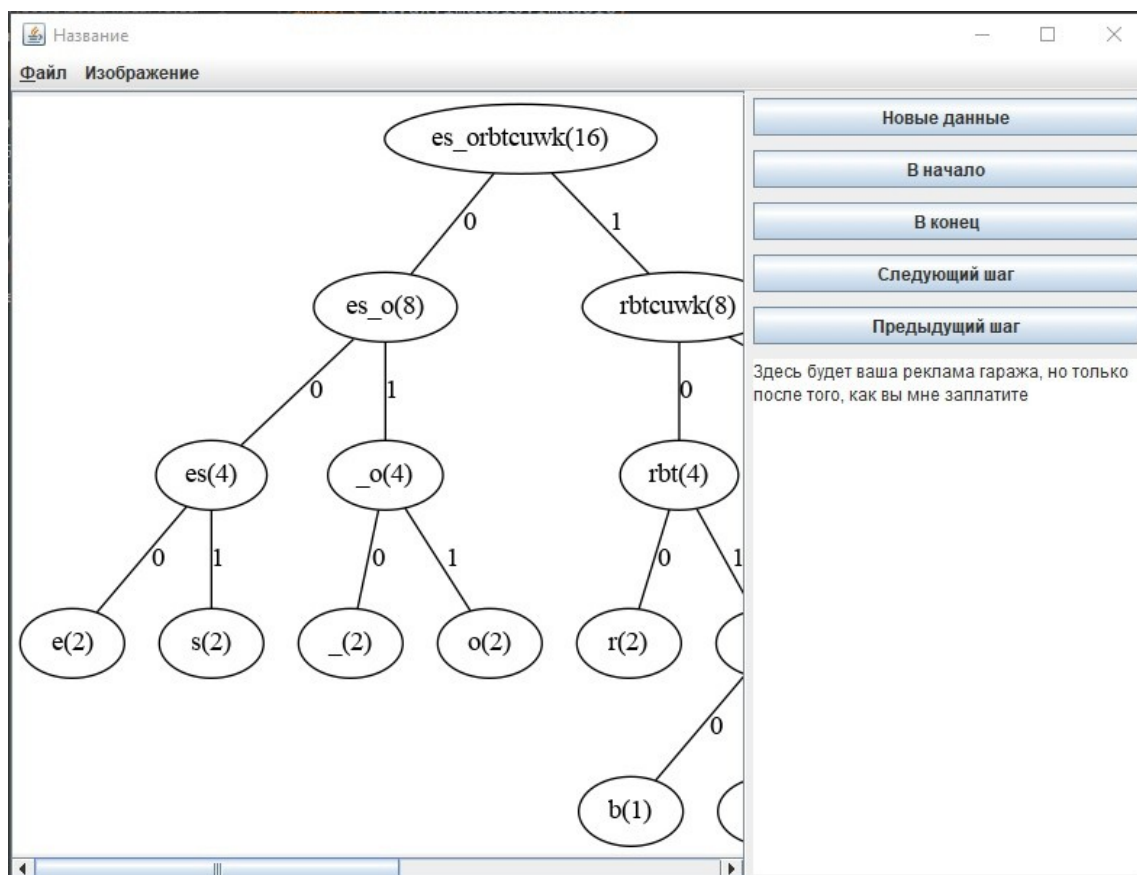 Название
Файл Изображение
es_orbtcuwk(16)
0 1
es_o(8) rbtcuwk(8)
0 1 0
es(4) _o(4) rbt(4)
0 1 0 1 0 1
e(2) s(2) _(2) o(2) r(2)
0
b(1)
Новые данные
В начало
В конец
Следующий шаг
Предыдущий шаг
Здесь будет ваша реклама гаража, но только
после того, как вы мне заплатите